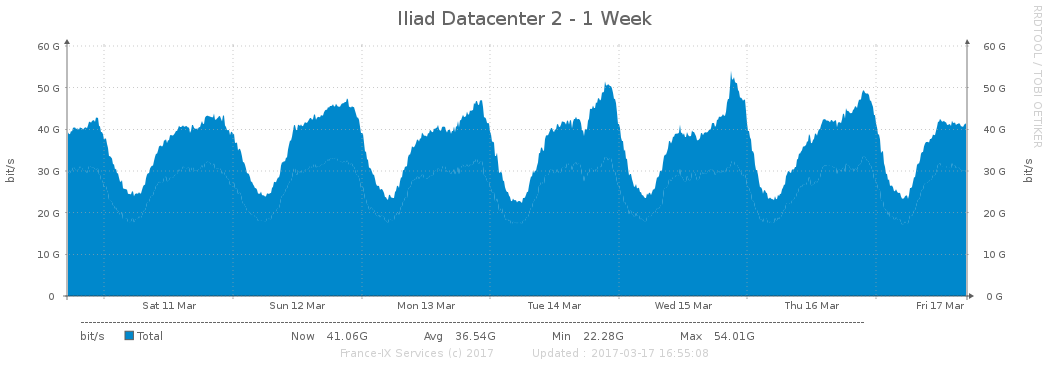 Iliad Datacenter 2 - 1 Week
RRDTOOL / TOBI OETIKER
60 G 60 G
50 G 50 G
40 G 40 G
30 G 30 G
20 G 20 G
10 G 10 G
0 0 G
bit/s
bit/s
Sat 11 Mar Sun 12 Mar Mon 13 Mar Tue 14 Mar Wed 15 Mar Thu 16 Mar Fri 17 Mar
bit/s Total Now 41.06G Avg 36.54G Min 22.28G Max 54.01G
France-IX Services (c) 2017 Updated : 2017-03-17 16:55:08